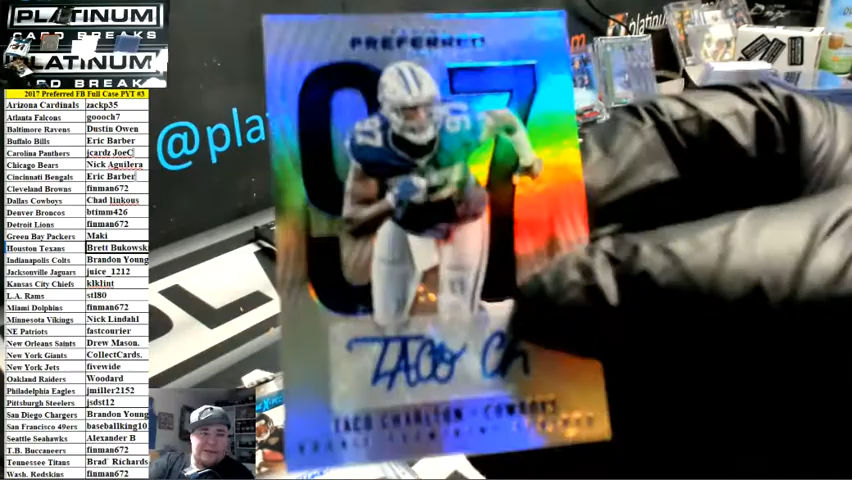 PLATINUM
CARD BREAKS
PLATINUM
CARD BREAKS
2017 Preferred FB Full Case PYT #3
Arizona Cardinals zackp35
Atlanta Falcons goooch7
Baltimore Ravens Dustin Owen
Buffalo Bills Eric Barber
Carolina Panthers jcardz JoeC
Chicago Bears Nick Aguilera
Cincinnati Bengals Eric Barber
Cleveland Browns finman672
Dallas Cowboys Chad linkous
Denver Broncos btimm426
Detroit Lions finman672
Green Bay Packers Maki
Houston Texans Brett Bukowski
Indianapolis Colts Brandon Young
Jacksonville Jaguars juice_1212
Kansas City Chiefs klklint
L.A. Rams stl80
Miami Dolphins finman672
Minnesota Vikings Nick Lindahl
NE Patriots fastcourier
New Orleans Saints Drew Mason.
New York Giants CollectCards.
New York Jets fivewide
Oakland Raiders Woodard
Philadelphia Eagles jmiller2152
Pittsburgh Steelers jsdst12
San Diego Chargers Brandon Young
San Francisco 49ers baseballking10
Seattle Seahawks Alexander B
T.B. Buccaneers finman672
Tennessee Titans Brad Richards
Wash. Redskins finman672
@pla
platinum
PREFERRED
97
97
TACO Ch
TACO CHARLTON - COWBOYS